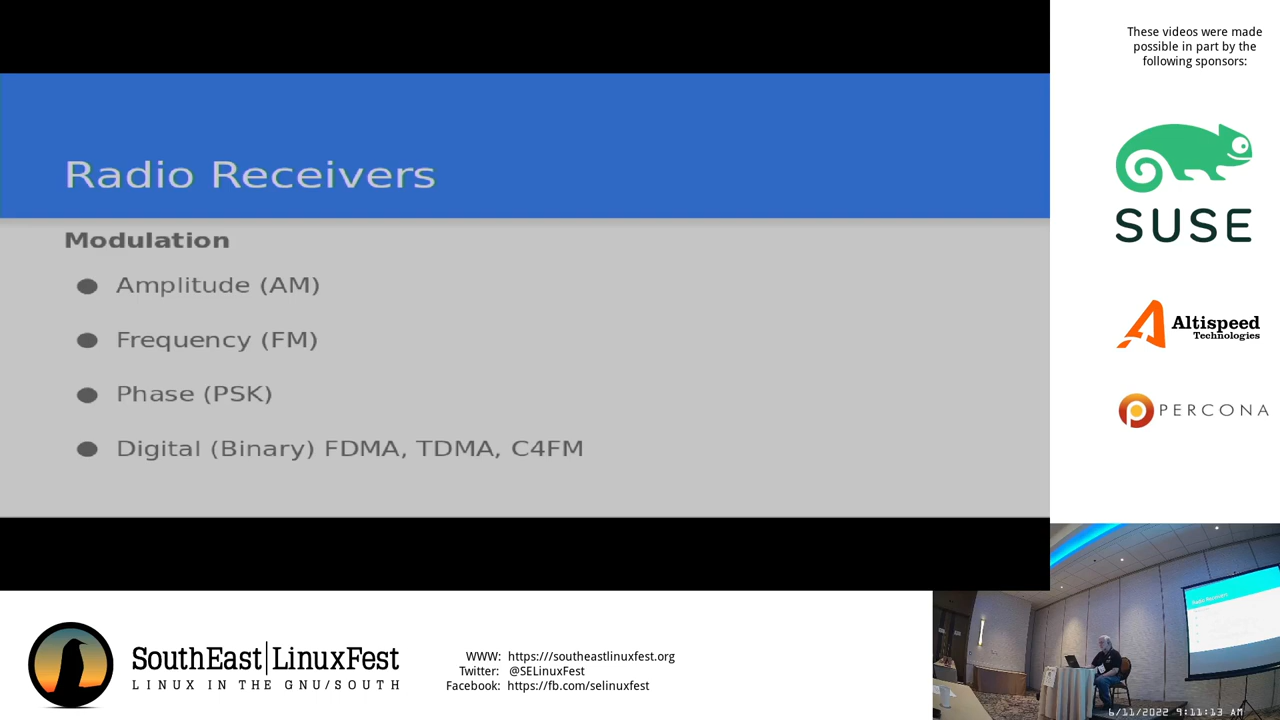 Radio Receivers
Modulation
Amplitude (AM)
Frequency (FM)
Phase (PSK)
Digital (Binary) FDMA, TDMA, C4FM
These videos were made
possible in part by the
following sponsors:
SUSE
Altispeed
Technologies
PERCONA
SouthEast|LinuxFest
LINUX IN THE GNU/SOUTH
WWW: https:///southeastlinuxfest.org
Twitter: @SELinuxFest
Facebook: https://fb.com/selinuxfest
Radio Receivers
6/11/2022 9:11:13 AM